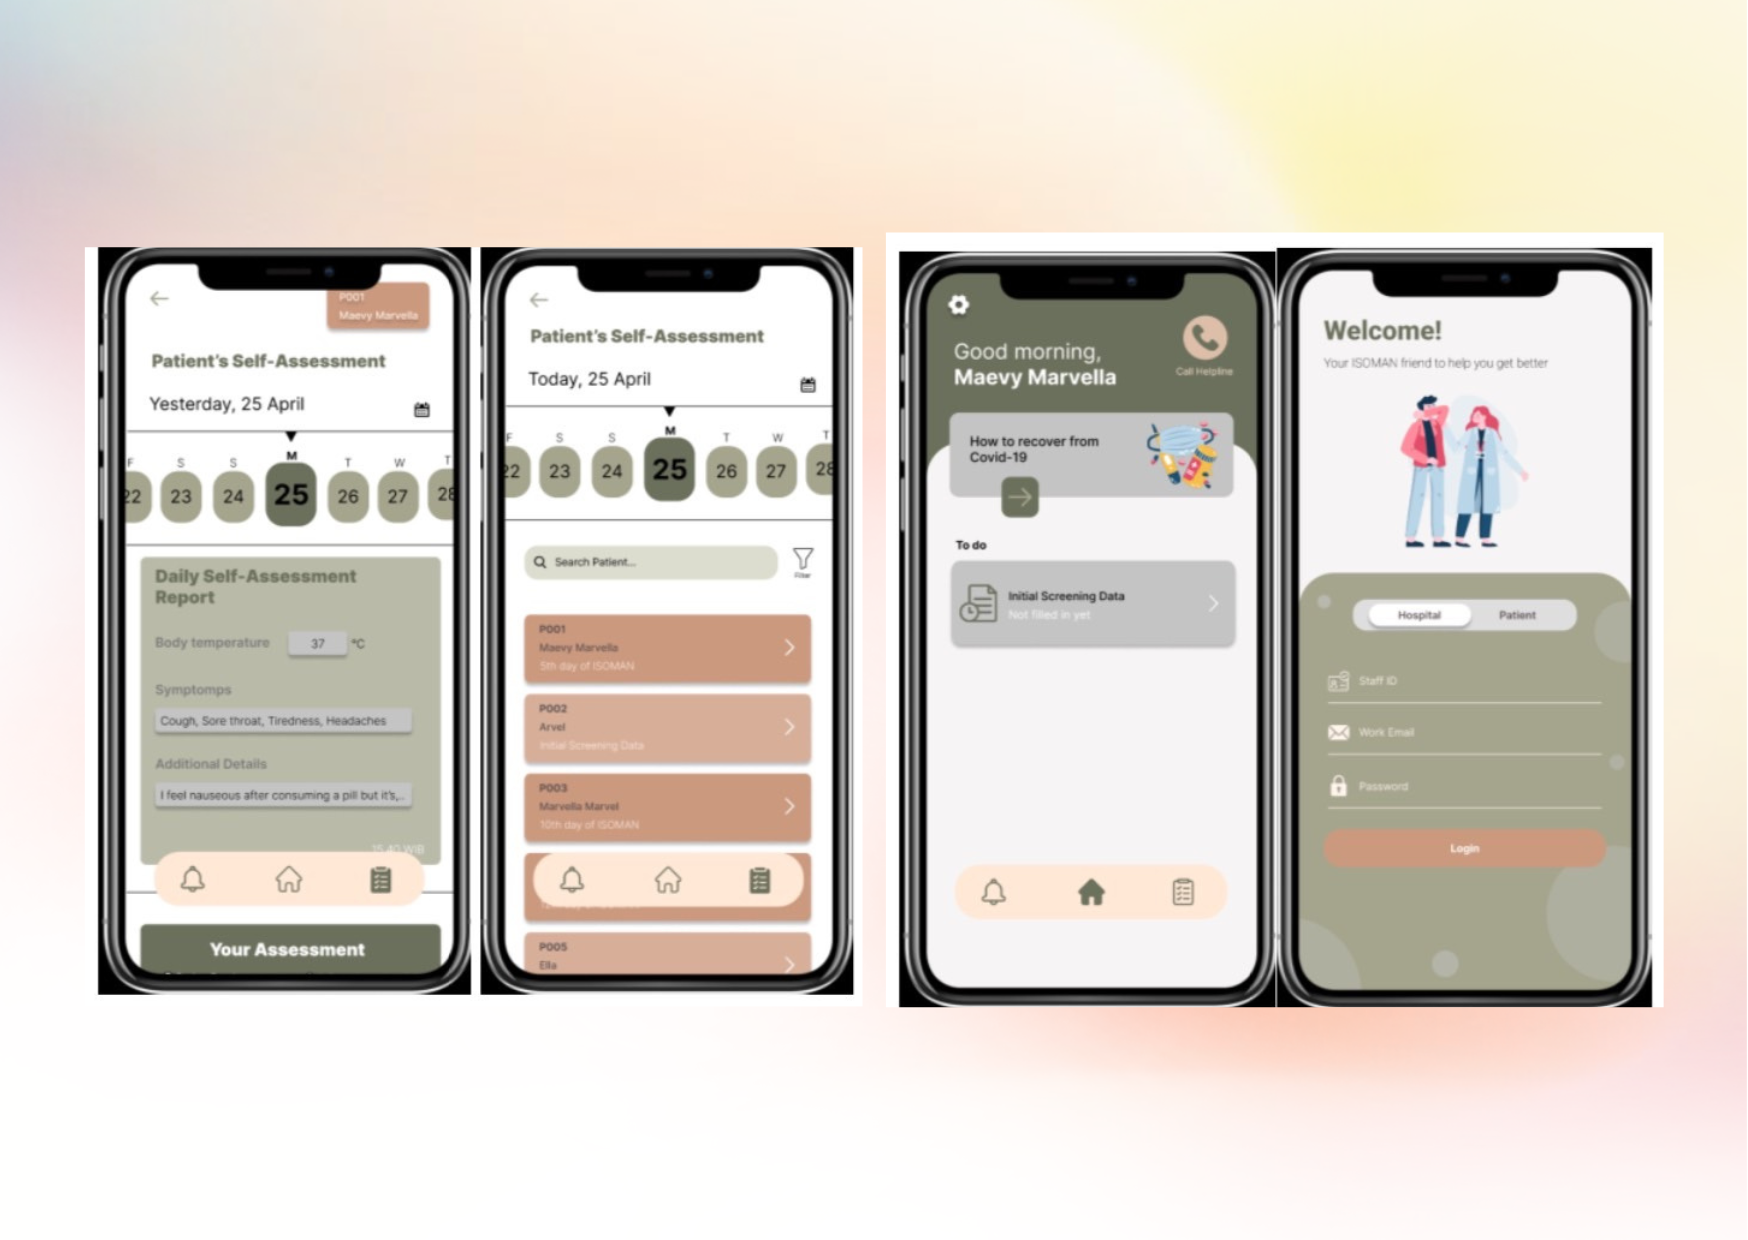 P001
Maevy Marvella
Patient's Self-Assessment
Yesterday, 25 April
F S S M T W T
22 23 24 25 26 27 28
Daily Self-Assessment
Report
Body temperature 37 °C
Symptomps
Cough, Sore throat, Tiredness, Headaches
Additional Details
I feel nauseous after consuming a pill but it's,..
15.40 WIB
Your Assessment
Patient's Self-Assessment
Today, 25 April
F S S M T W T
22 23 24 25 26 27 28
Search Patient...
Filter
P001
Maevy Marvella
5th day of ISOMAN
P002
Arvel
Initial Screening Data
P003
Marvella Marvel
10th day of ISOMAN
P005
Ella
Good morning,
Maevy Marvella
Call Helpline
How to recover from
Covid-19
To do
Initial Screening Data
Not filled in yet
Welcome!
Your ISOMAN friend to help you get better
Hospital Patient
Staff ID
Work Email
Password
Login